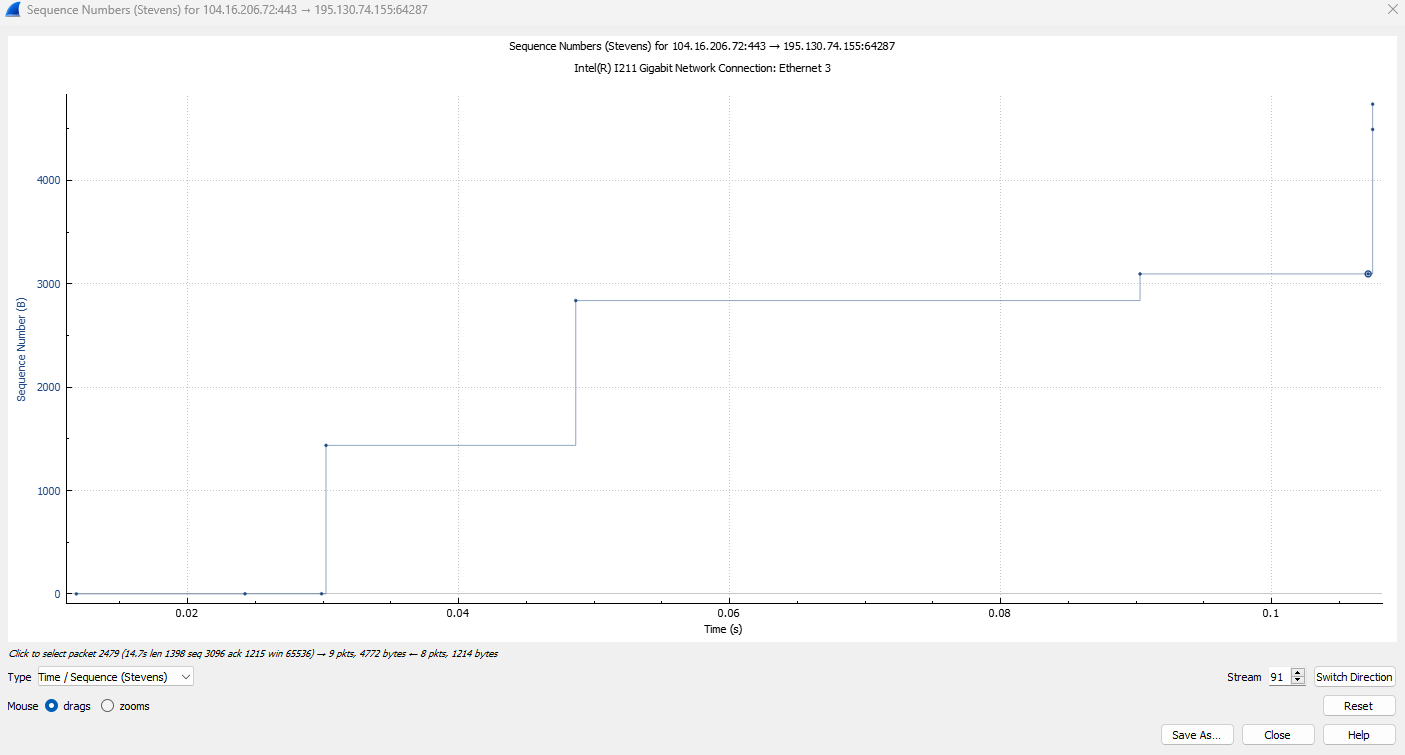 Sequence Numbers (Stevens) for 104.16.206.72:443 → 195.130.74.155:64287
Sequence Numbers (Stevens) for 104.16.206.72:443 → 195.130.74.155:64287
Intel(R) I211 Gigabit Network Connection: Ethernet 3
4000
3000
2000
1000
0
Sequence Number (B)
0.02 0.04 0.06 0.08 0.1
Time (s)
Click to select packet 2479 (14.7s len 1398 seq 3096 ack 1215 win 65536) → 9 pkts, 4772 bytes ← 8 pkts, 1214 bytes
Type Time / Sequence (Stevens) Stream 91 Switch Direction
Mouse drags zooms Reset
Save As... Close Help